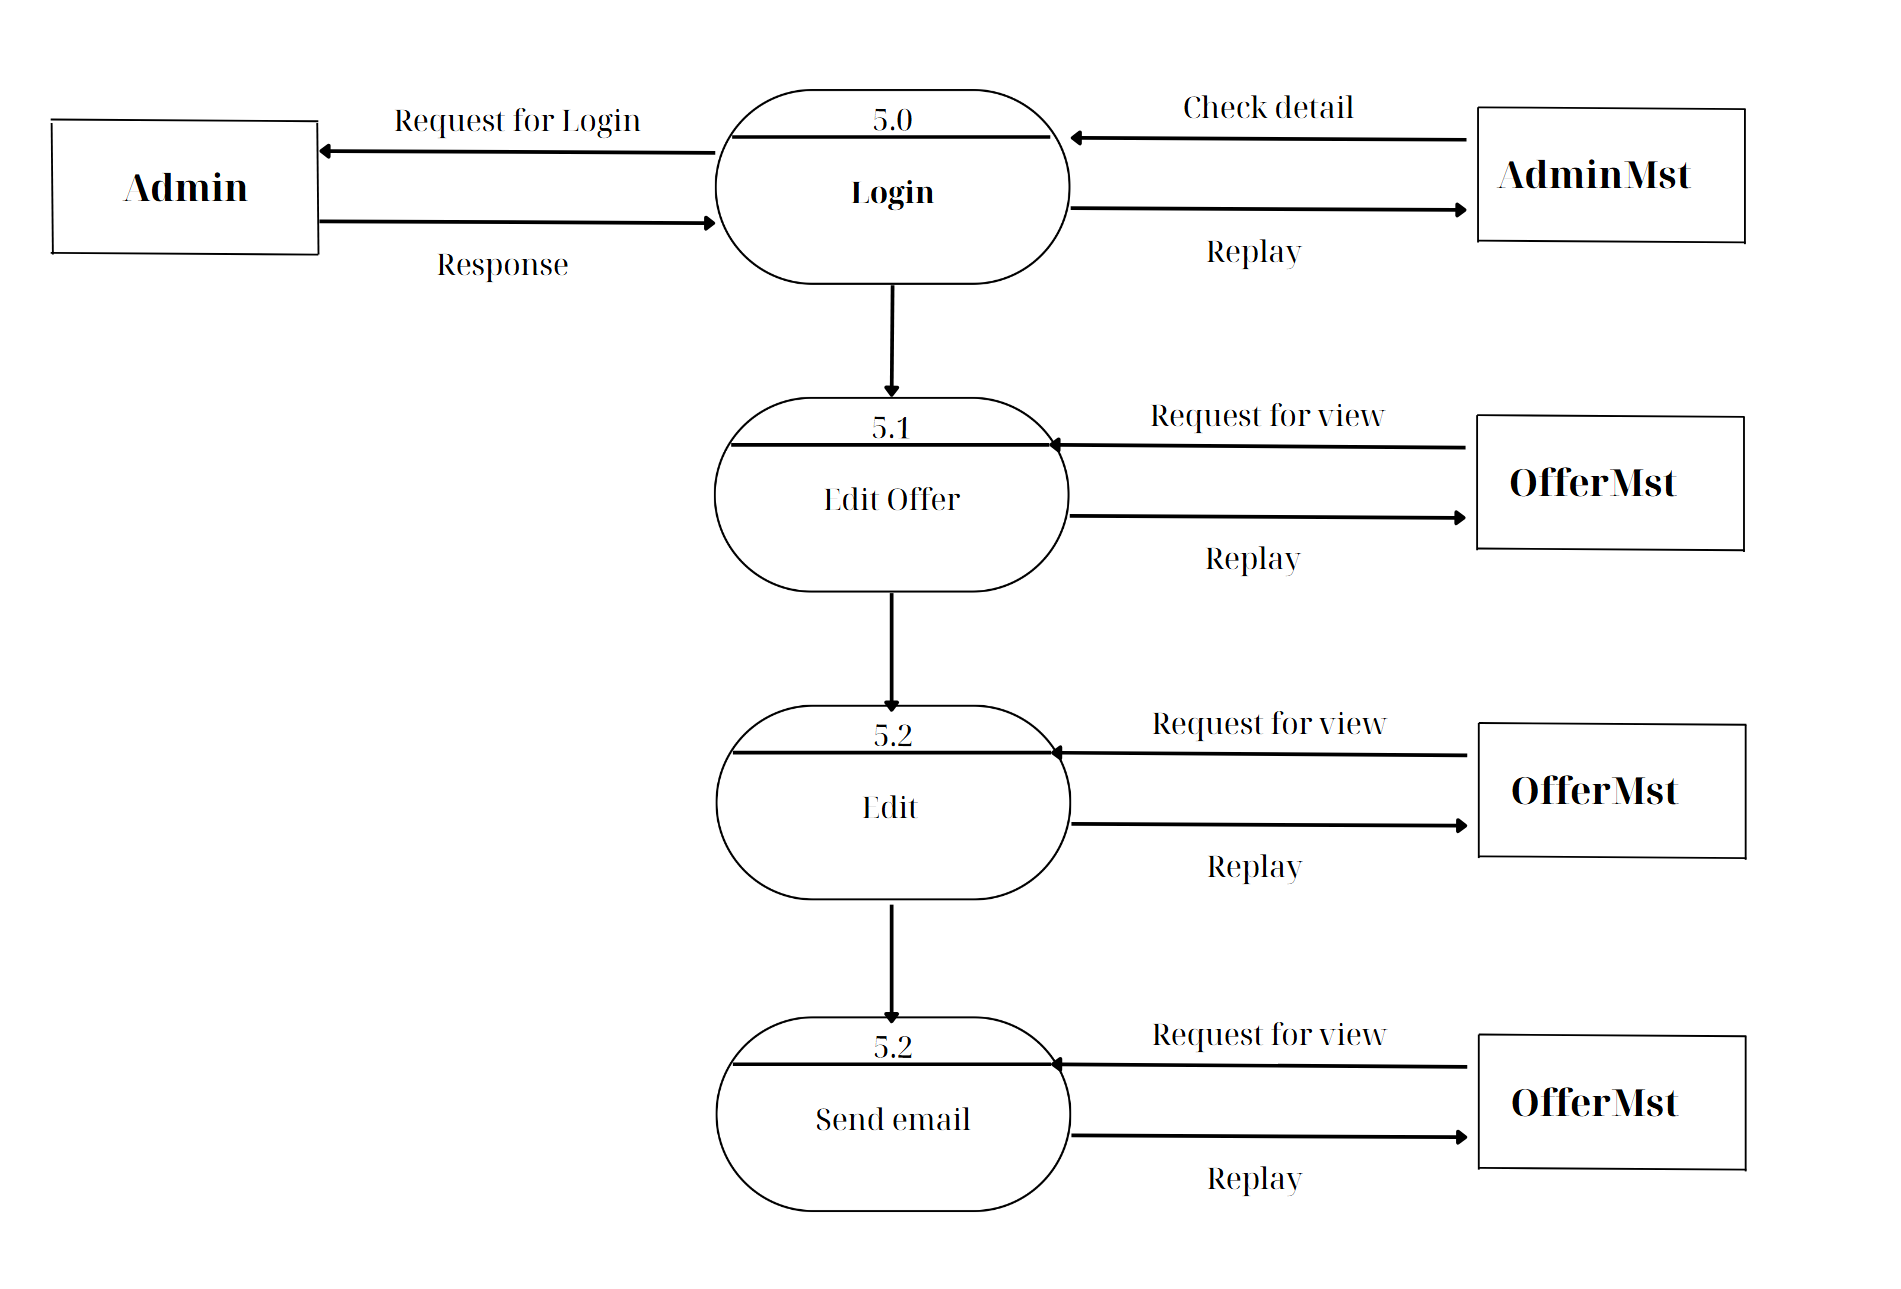 Request for Login
5.0
Check detail
Admin
Login
AdminMst
Response
Replay
5.1
Request for view
Edit Offer
OfferMst
Replay
5.2
Request for view
Edit
OfferMst
Replay
5.2
Request for view
Send email
OfferMst
Replay